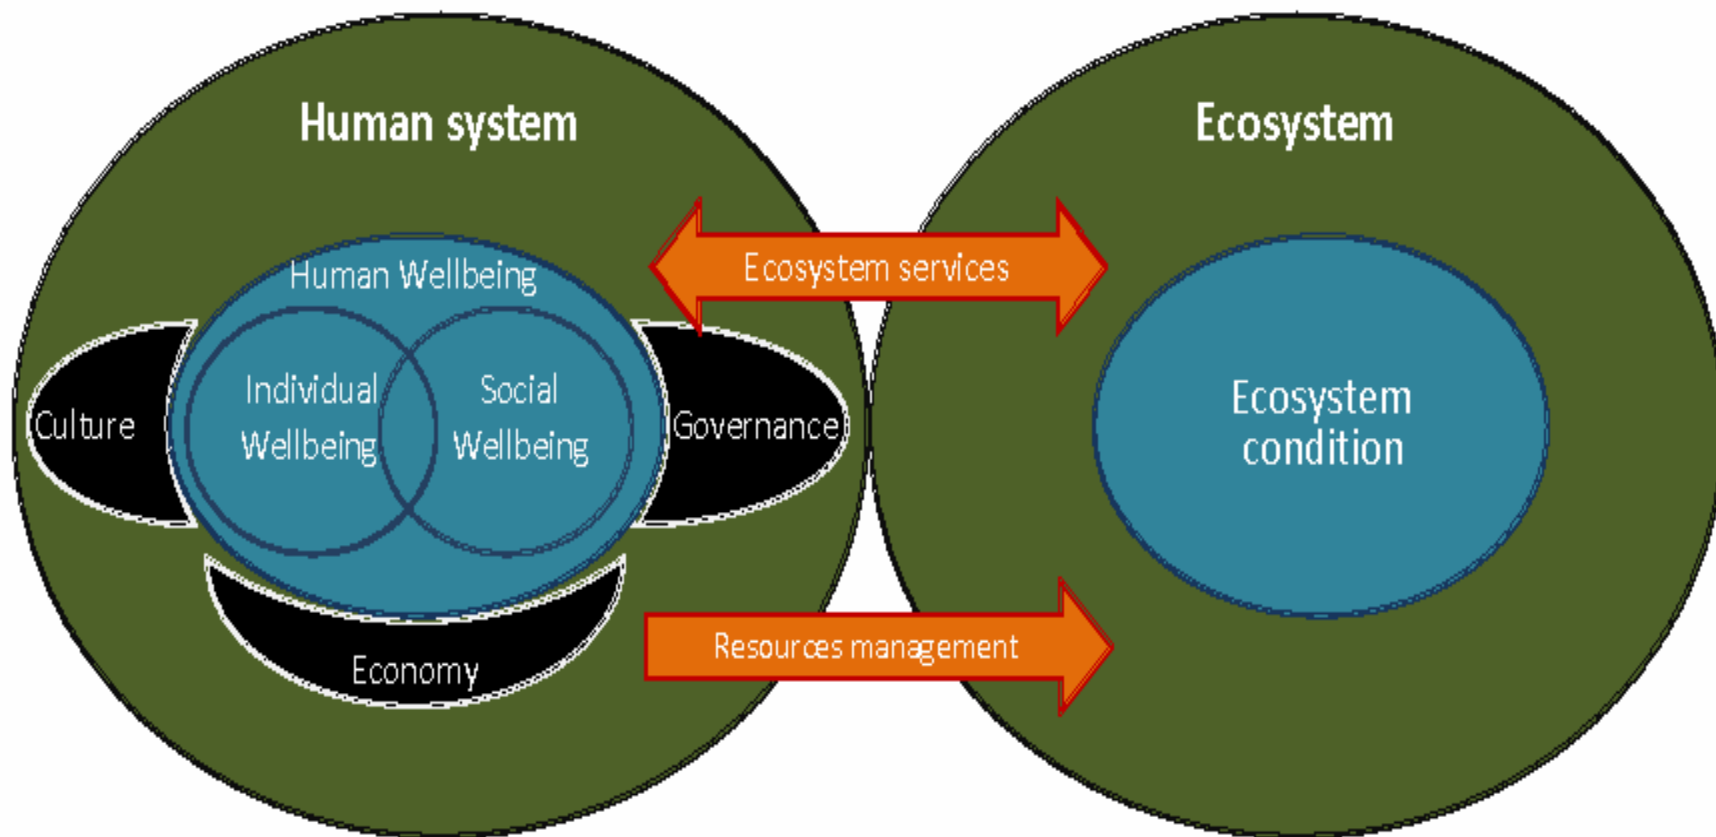 Human system
Ecosystem
Human Wellbeing
Ecosystem services
Individual
Wellbeing
Social
Wellbeing
Culture
Governance
Ecosystem
condition
Resources management
Economy